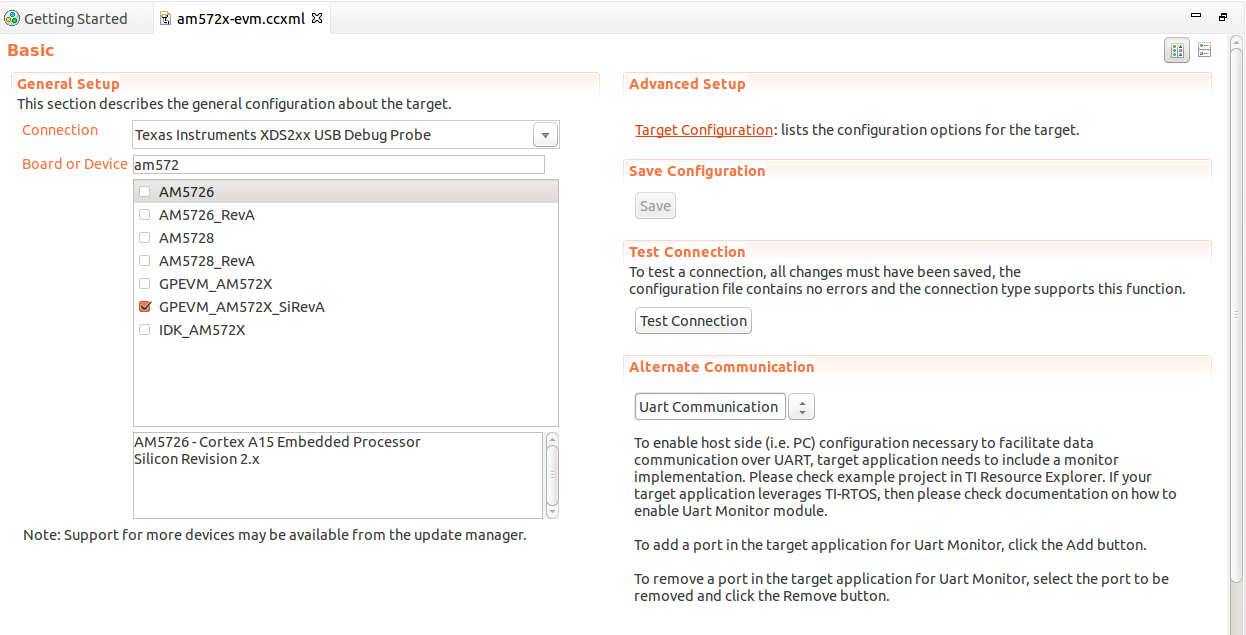 Getting Started
am572x-evm.ccxml
Basic
General Setup
This section describes the general configuration about the target.
Connection
Texas Instruments XDS2xx USB Debug Probe
Board or Device
am572
AM5726
AM5726_RevA
AM5728
AM5728_RevA
GPEVM_AM572X
GPEVM_AM572X_SiRevA
IDK_AM572X
AM5726 - Cortex A15 Embedded Processor
Silicon Revision 2.x
Note: Support for more devices may be available from the update manager.
Advanced Setup
Target Configuration: lists the configuration options for the target.
Save Configuration
Save
Test Connection
To test a connection, all changes must have been saved, the
configuration file contains no errors and the connection type supports this function.
Test Connection
Alternate Communication
Uart Communication
To enable host side (i.e. PC) configuration necessary to facilitate data
communication over UART, target application needs to include a monitor
implementation. Please check example project in TI Resource Explorer. If your
target application leverages TI-RTOS, then please check documentation on how to
enable Uart Monitor module.
To add a port in the target application for Uart Monitor, click the Add button.
To remove a port in the target application for Uart Monitor, select the port to be
removed and click the Remove button.